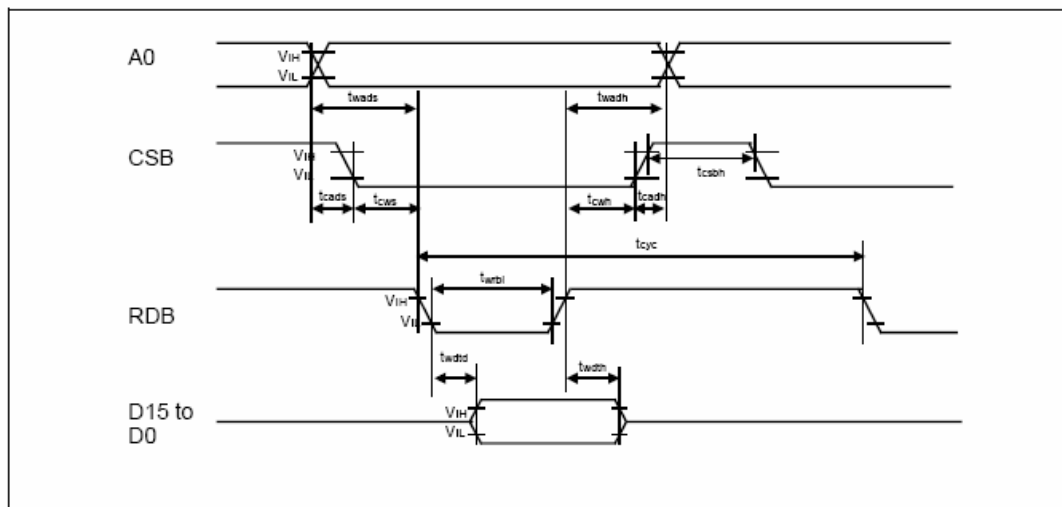 A0
VIH
VIL
twads
twadh
CSB
VIH
VIL
tcsbh
tcads
tcws
tcwh
tcadh
tcyc
twrbl
RDB
VIH
VIL
twdtd
twdth
D15 to
D0
VIH
VIL